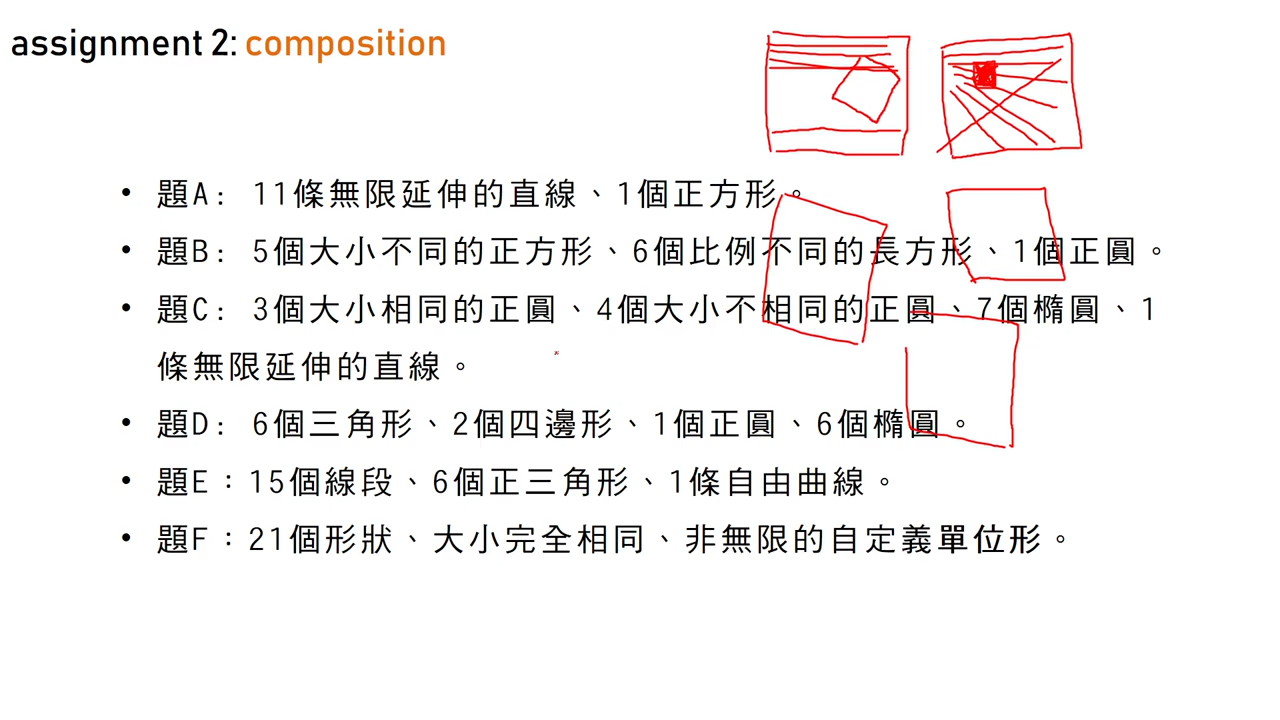 assignment 2: composition
• 題A: 11條無限延伸的直線、1個正方形。
• 題B: 5個大小不同的正方形、6個比例不同的長方形、1個正圓。
• 題C: 3個大小相同的正圓、4個大小不相同的正圓、7個橢圓、1
條無限延伸的直線。
• 題D: 6個三角形、2個四邊形、1個正圓、6個橢圓。
• 題E：15個線段、6個正三角形、1條自由曲線。
• 題F：21個形狀、大小完全相同、非無限的自定義單位形。